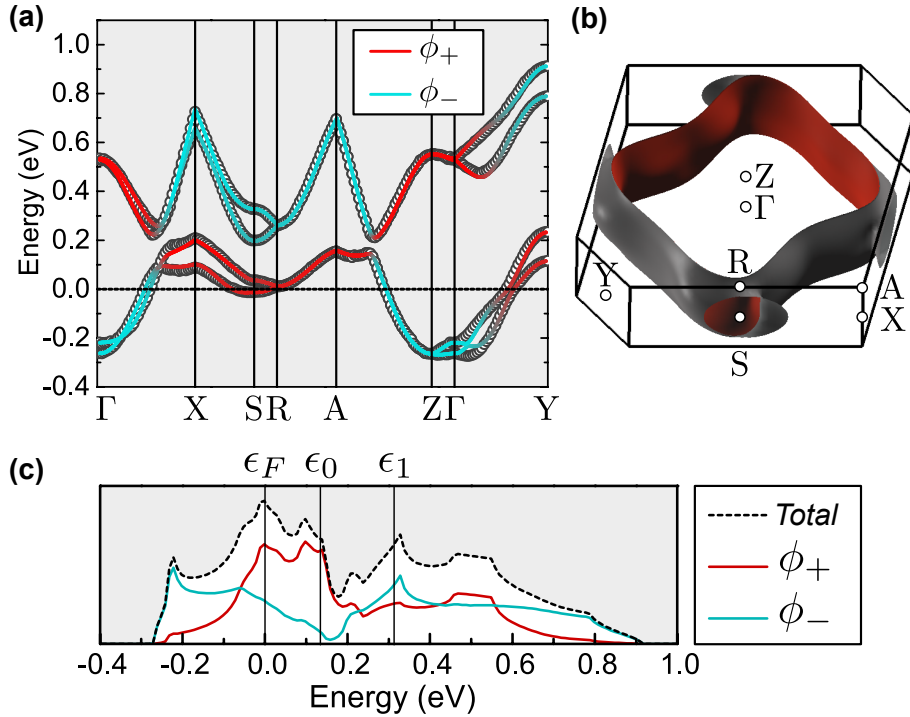 (a)
1.0
0.8
0.6
0.4
0.2
0.0
-0.2
-0.4
Energy (eV)
ϕ+
ϕ−
Γ X S R A Z Γ Y
(b)
Z
Γ
R
Y
A
X
S
(c)
ϵF ϵ0 ϵ1
-0.4 -0.2 0.0 0.2 0.4 0.6 0.8 1.0
Energy (eV)
Total
ϕ+
ϕ−